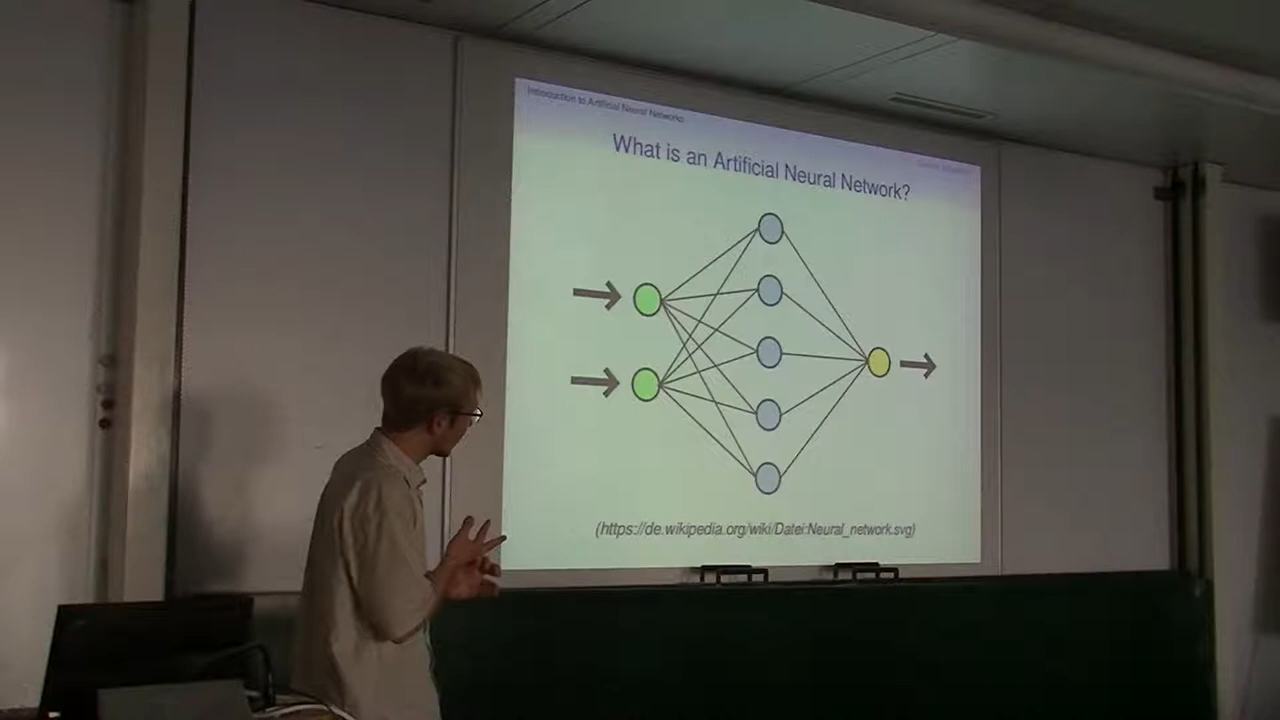 Introduction to Artificial Neural Networks
What is an Artificial Neural Network?
(https://de.wikipedia.org/wiki/Datei:Neural_network.svg)